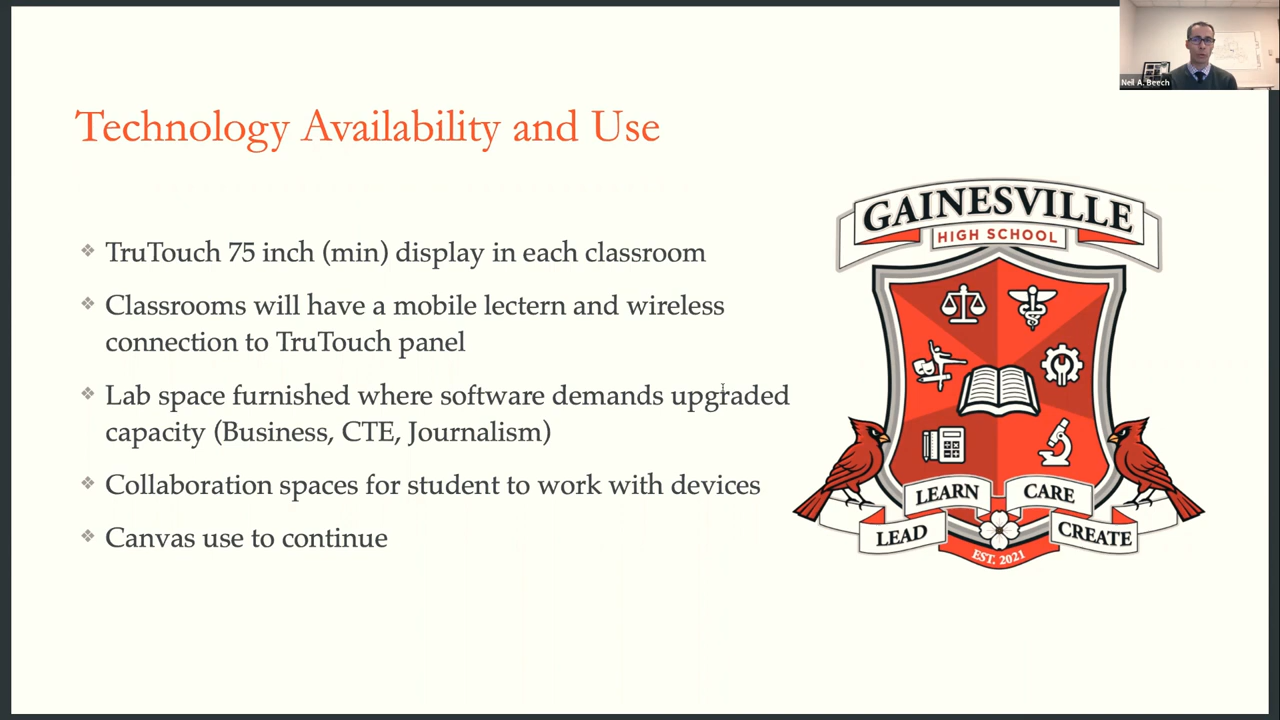 Neil A. Beech
Technology Availability and Use
❖ TruTouch 75 inch (min) display in each classroom
❖ Classrooms will have a mobile lectern and wireless
connection to TruTouch panel
❖ Lab space furnished where software demands upgraded
capacity (Business, CTE, Journalism)
❖ Collaboration spaces for student to work with devices
❖ Canvas use to continue
GAINESVILLE
HIGH SCHOOL
LEARN
CARE
LEAD
CREATE
EST. 2021